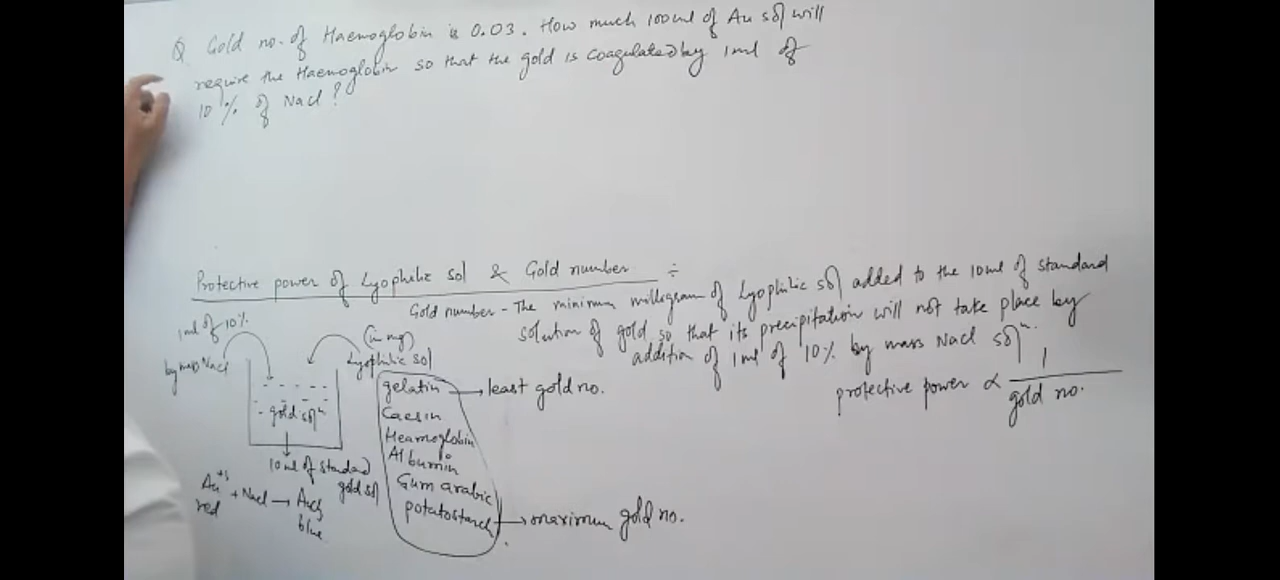 Q Gold no. of Haemoglobin is 0.03. How much 100ml of Au sol will
require the Haemoglobin so that the gold is coagulated by 1ml of
10% of NaCl?
Protective power of Lyophilic sol & Gold number ÷
Gold number - The minimum milligram of Lyophilic sol added to the 10ml of standard
solution of gold so that its precipitation will not take place by
addition of 1ml of 10% by mass NaCl solⁿ.
protective power ∝ 1
gold no.
1ml of 10%
by mass NaCl
(in mg)
Lyophilic sol
gold solⁿ
10ml of standard
gold sol
Au⁺³ + NaCl → AuCl₃
red
blue
gelatin → least gold no.
Caesin
Heamoglobin
Albumin
Gum arabic
potatostarch → maximum gold no.